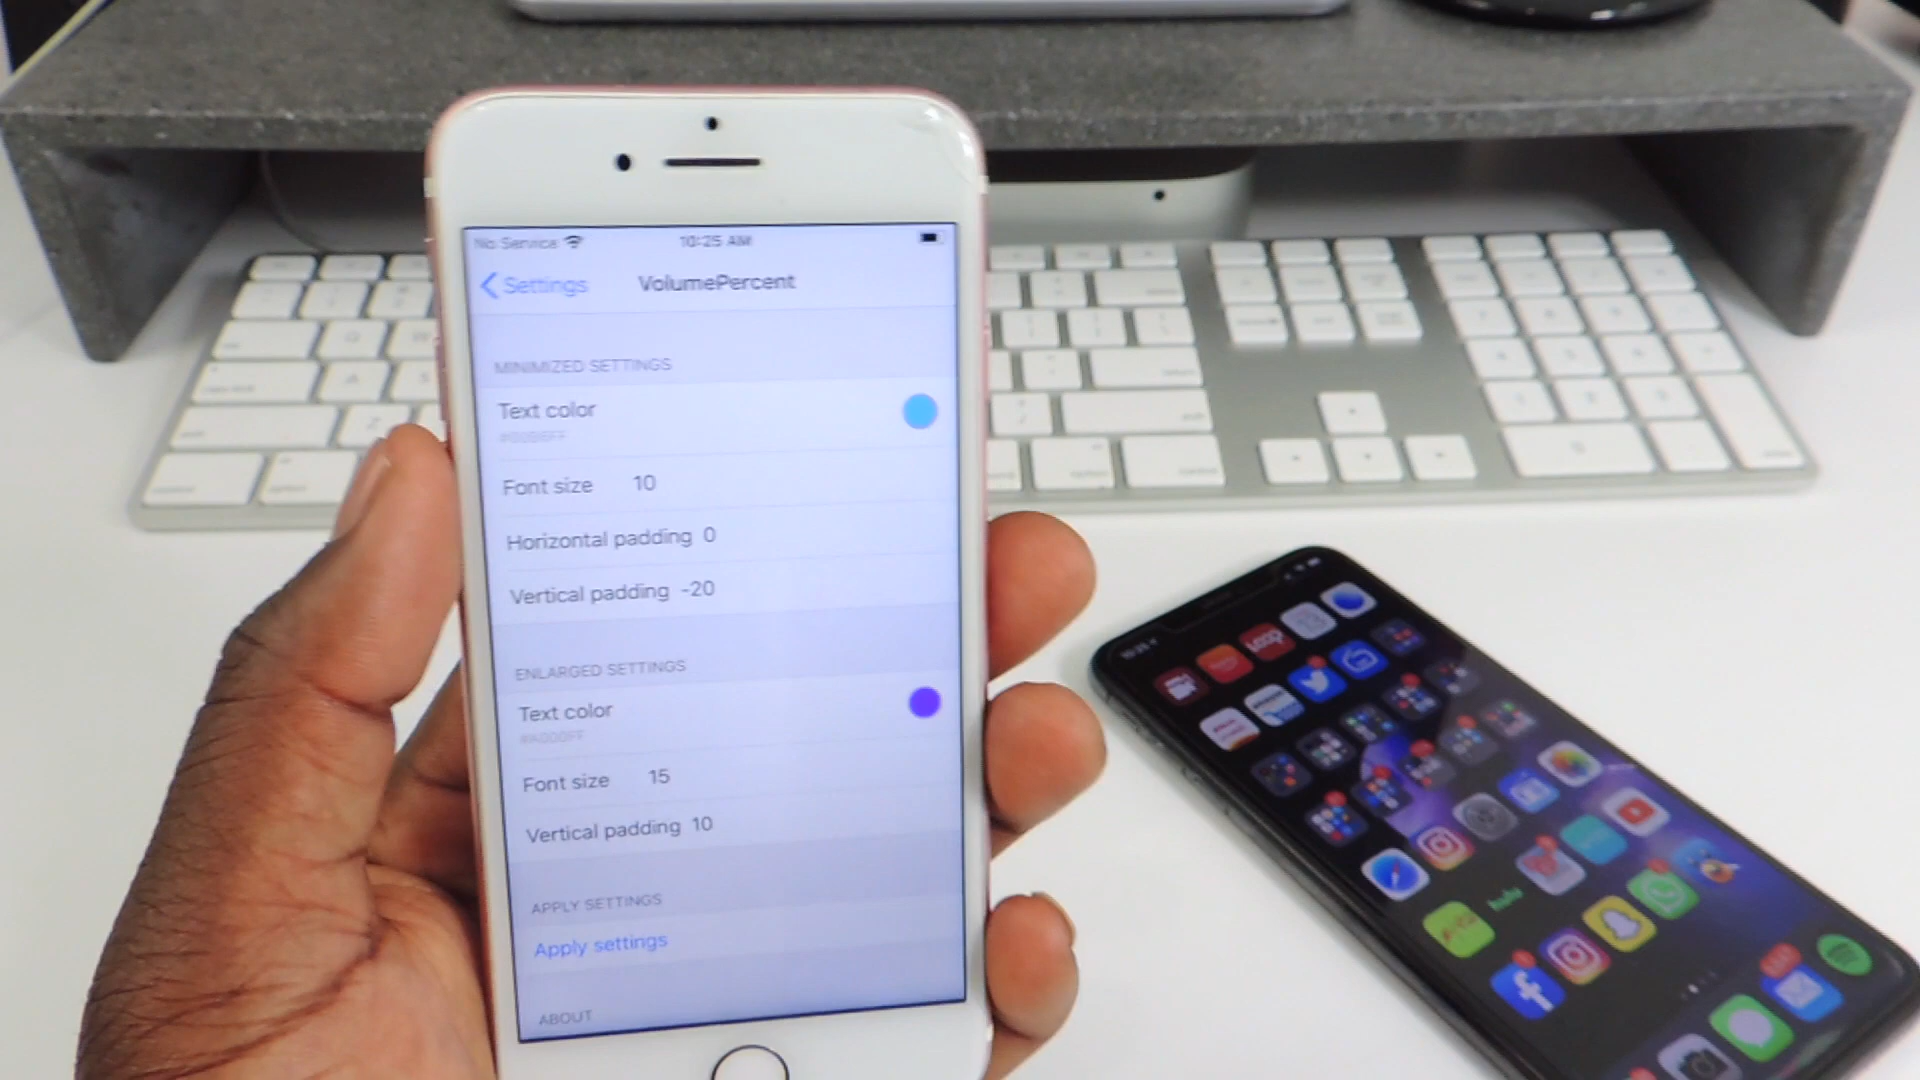 No Service
10:25 AM
Settings
VolumePercent
MINIMIZED SETTINGS
Text color
Font size 10
Horizontal padding 0
Vertical padding -20
ENLARGED SETTINGS
Text color
Font size 15
Vertical padding 10
APPLY SETTINGS
Apply settings
ABOUT
hulu